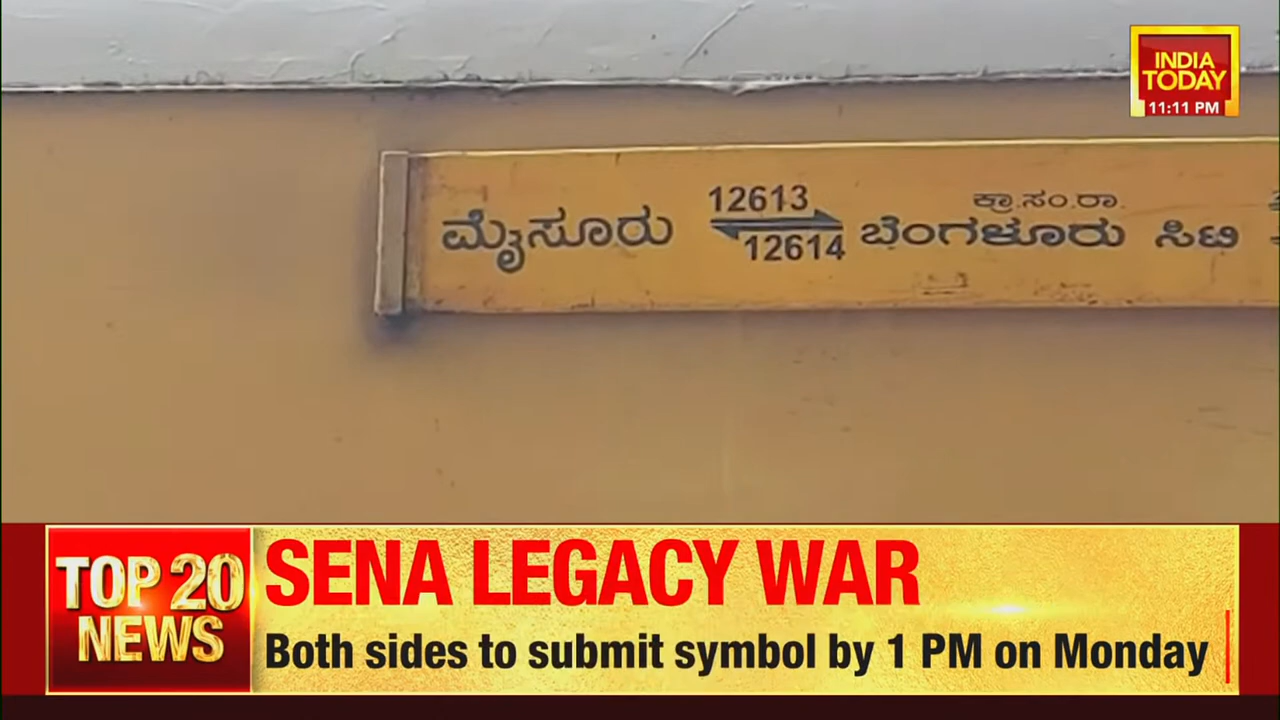 INDIA
TODAY
11:11 PM
ಮೈಸೂರು
12613
12614
ಕ್ರಾ.ಸಂ.ರಾ.
ಬೆಂಗಳೂರು ಸಿಟಿ
TOP 20
NEWS
SENA LEGACY WAR
Both sides to submit symbol by 1 PM on Monday